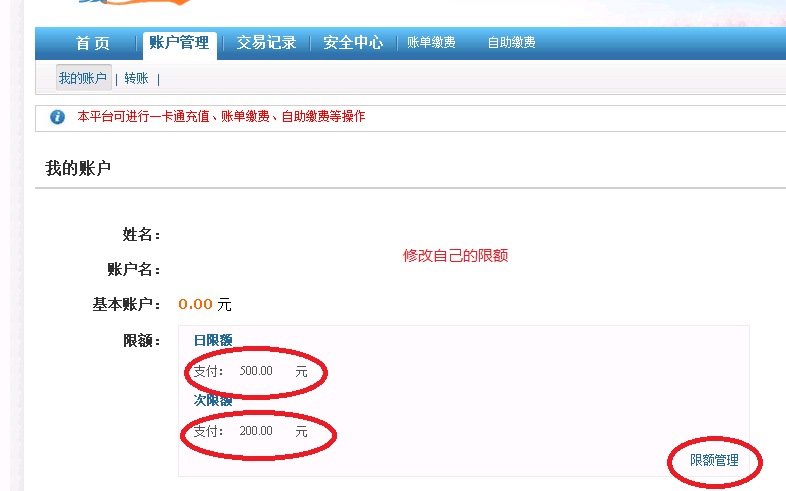 首 页 | 账户管理 | 交易记录 | 安全中心 | 账单缴费 自助缴费
我的账户 | 转账 |
本平台可进行一卡通充值、账单缴费、自助缴费等操作
我的账户
姓名：
修改自己的限额
账户名：
基本账户： 0.00 元
限额：
日限额
支付： 500.00 元
次限额
支付： 200.00 元
限额管理